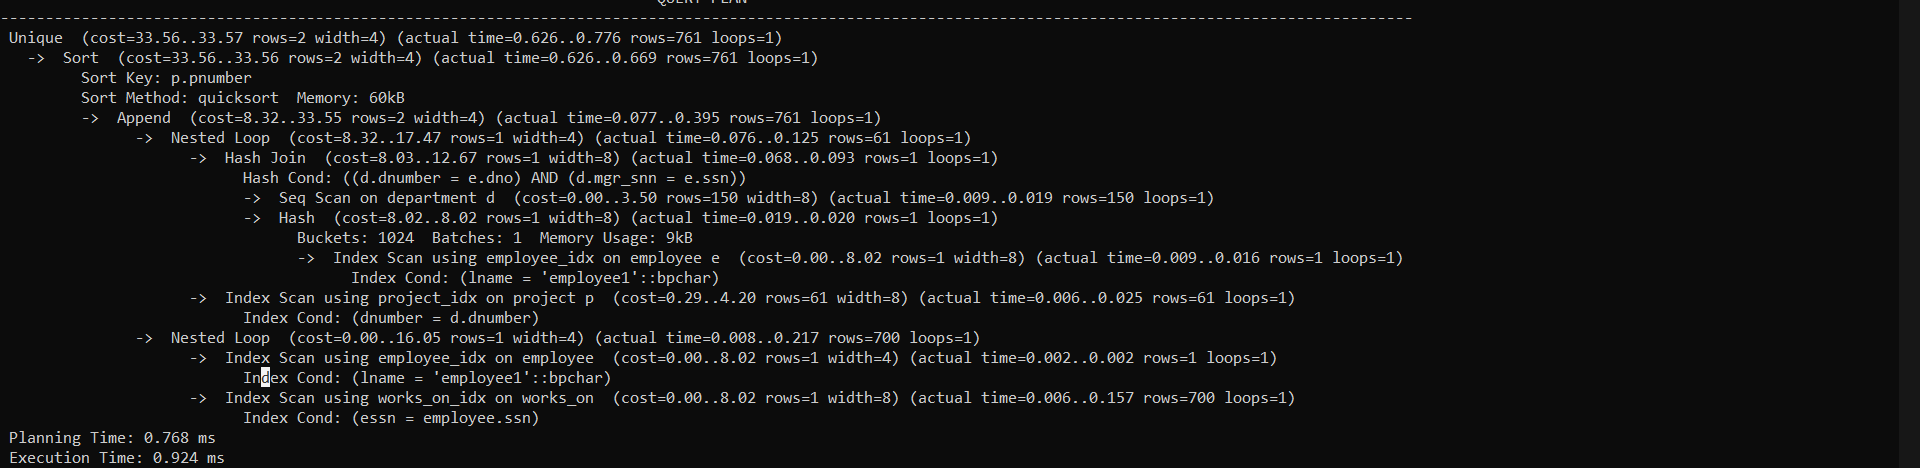 QUERY PLAN
-------------------------------------------------------------------------------------------------------------------------------------------------------------
Unique  (cost=33.56..33.57 rows=2 width=4) (actual time=0.626..0.776 rows=761 loops=1)
  ->  Sort  (cost=33.56..33.56 rows=2 width=4) (actual time=0.626..0.669 rows=761 loops=1)
        Sort Key: p.pnumber
        Sort Method: quicksort  Memory: 60kB
        ->  Append  (cost=8.32..33.55 rows=2 width=4) (actual time=0.077..0.395 rows=761 loops=1)
              ->  Nested Loop  (cost=8.32..17.47 rows=1 width=4) (actual time=0.076..0.125 rows=61 loops=1)
                    ->  Hash Join  (cost=8.03..12.67 rows=1 width=8) (actual time=0.068..0.093 rows=1 loops=1)
                          Hash Cond: ((d.dnumber = e.dno) AND (d.mgr_snn = e.ssn))
                          ->  Seq Scan on department d  (cost=0.00..3.50 rows=150 width=8) (actual time=0.009..0.019 rows=150 loops=1)
                          ->  Hash  (cost=8.02..8.02 rows=1 width=8) (actual time=0.019..0.020 rows=1 loops=1)
                                Buckets: 1024  Batches: 1  Memory Usage: 9kB
                                ->  Index Scan using employee_idx on employee e  (cost=0.00..8.02 rows=1 width=8) (actual time=0.009..0.016 rows=1 loops=1)
                                      Index Cond: (lname = 'employee1'::bpchar)
                    ->  Index Scan using project_idx on project p  (cost=0.29..4.20 rows=61 width=8) (actual time=0.006..0.025 rows=61 loops=1)
                          Index Cond: (dnumber = d.dnumber)
              ->  Nested Loop  (cost=0.00..16.05 rows=1 width=4) (actual time=0.008..0.217 rows=700 loops=1)
                    ->  Index Scan using employee_idx on employee  (cost=0.00..8.02 rows=1 width=4) (actual time=0.002..0.002 rows=1 loops=1)
                          Index Cond: (lname = 'employee1'::bpchar)
                    ->  Index Scan using works_on_idx on works_on  (cost=0.00..8.02 rows=1 width=8) (actual time=0.006..0.157 rows=700 loops=1)
                          Index Cond: (essn = employee.ssn)
Planning Time: 0.768 ms
Execution Time: 0.924 ms